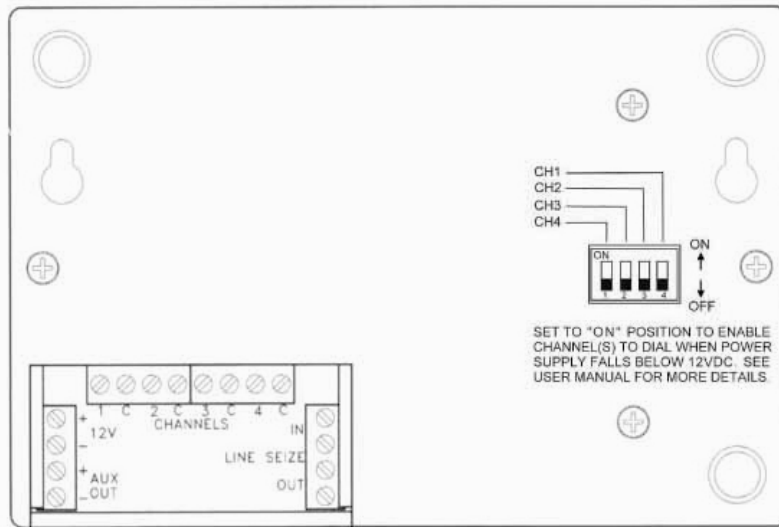 CH1
CH2
CH3
CH4
ON
1 2 3 4
ON
OFF
SET TO "ON" POSITION TO ENABLE
CHANNEL(S) TO DIAL WHEN POWER
SUPPLY FALLS BELOW 12VDC. SEE
USER MANUAL FOR MORE DETAILS.
1 C 2 C 3 C 4 C
CHANNELS
+
12V
-
+
AUX
- OUT
IN
LINE SEIZE
OUT